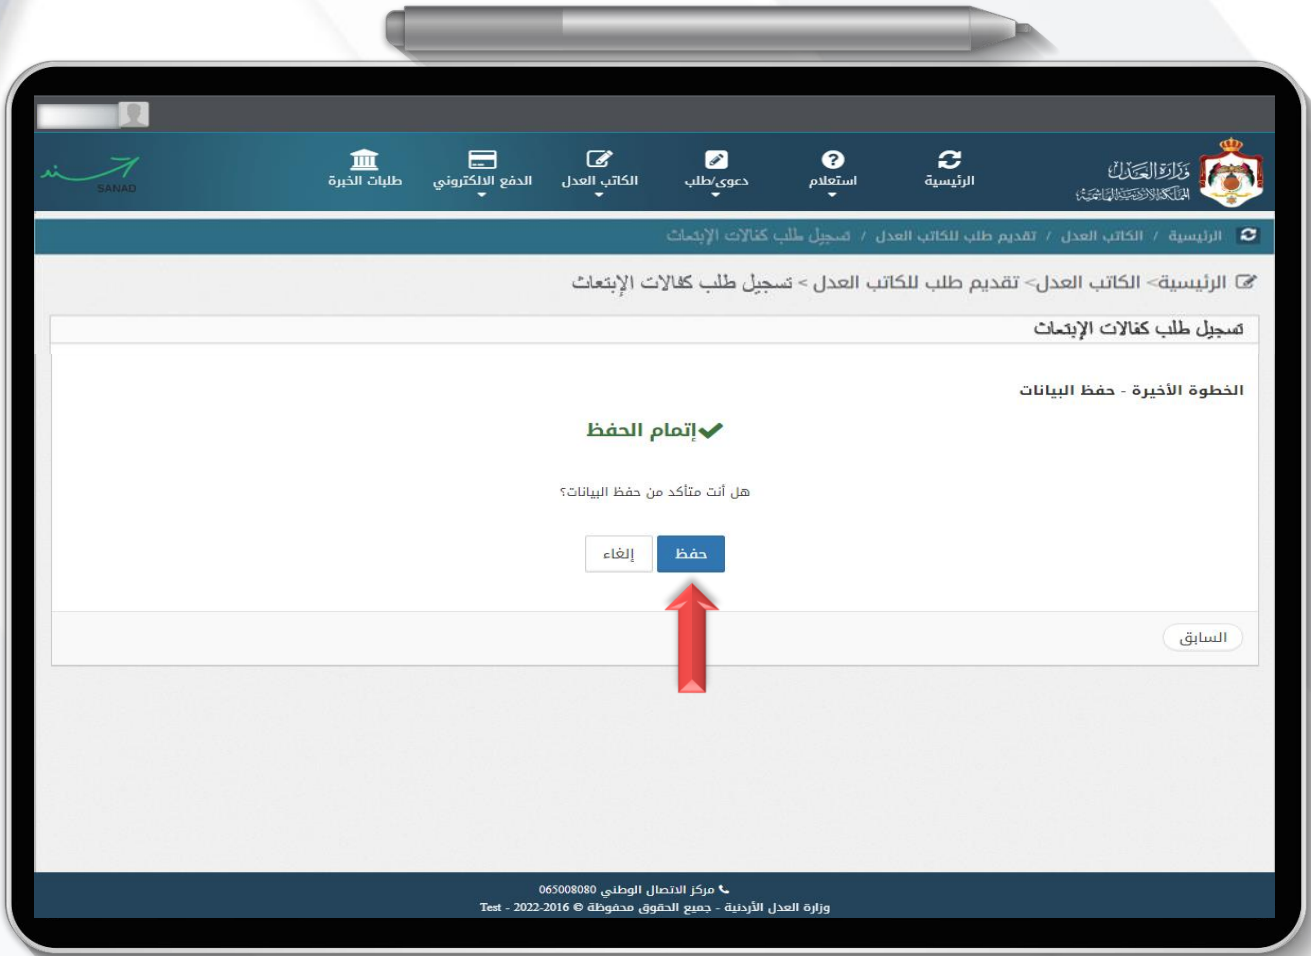 وزارة العدل
المملكة الأردنية الهاشمية
الرئيسية
استعلام
دعوى/طلب
الكاتب العدل
الدفع الالكتروني
طلبات الخبرة
سند
SANAD
الرئيسية / الكاتب العدل / تقديم طلب للكاتب العدل / تسجيل طلب كفالات الإبتعاث
الرئيسية> الكاتب العدل> تقديم طلب للكاتب العدل > تسجيل طلب كفالات الإبتعاث
تسجيل طلب كفالات الإبتعاث
الخطوة الأخيرة - حفظ البيانات
إتمام الحفظ
هل أنت متأكد من حفظ البيانات؟
حفظ
إلغاء
السابق
مركز الاتصال الوطني 065008080
وزارة العدل الأردنية - جميع الحقوق محفوظة © 2016-2022 - Test